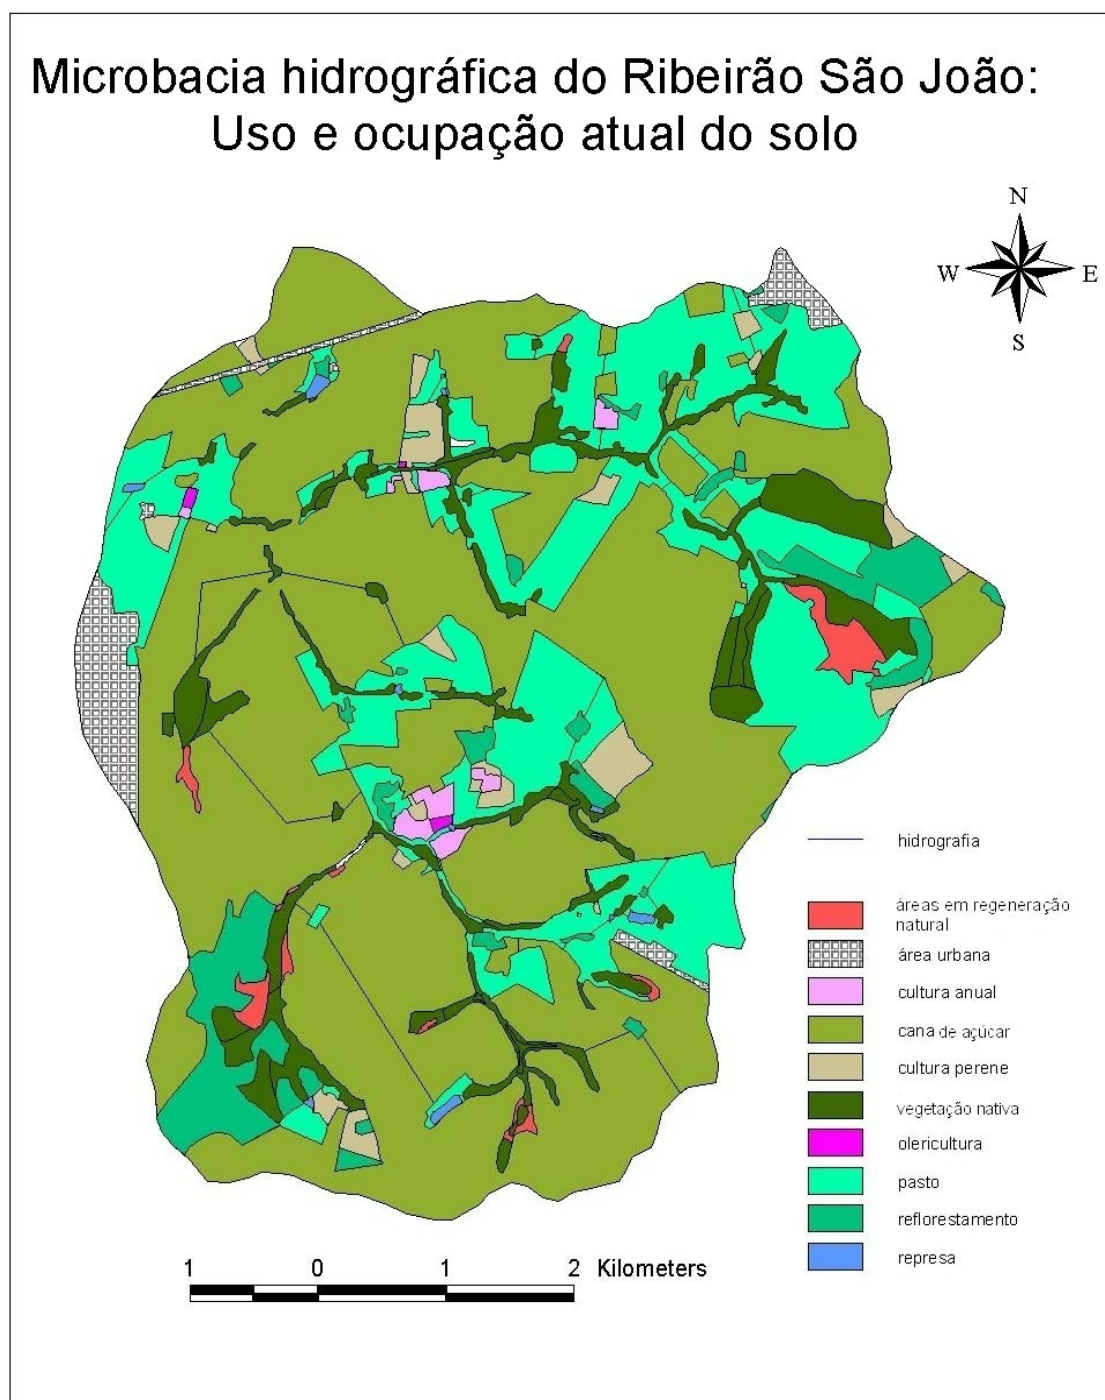 Microbacia hidrográfica do Ribeirão São João:
Uso e ocupação atual do solo
N
W
E
S
hidrografia
áreas em regeneração
natural
área urbana
cultura anual
cana de açúcar
cultura perene
vegetação nativa
olericultura
pasto
reflorestamento
represa
1 0 1 2 Kilometers